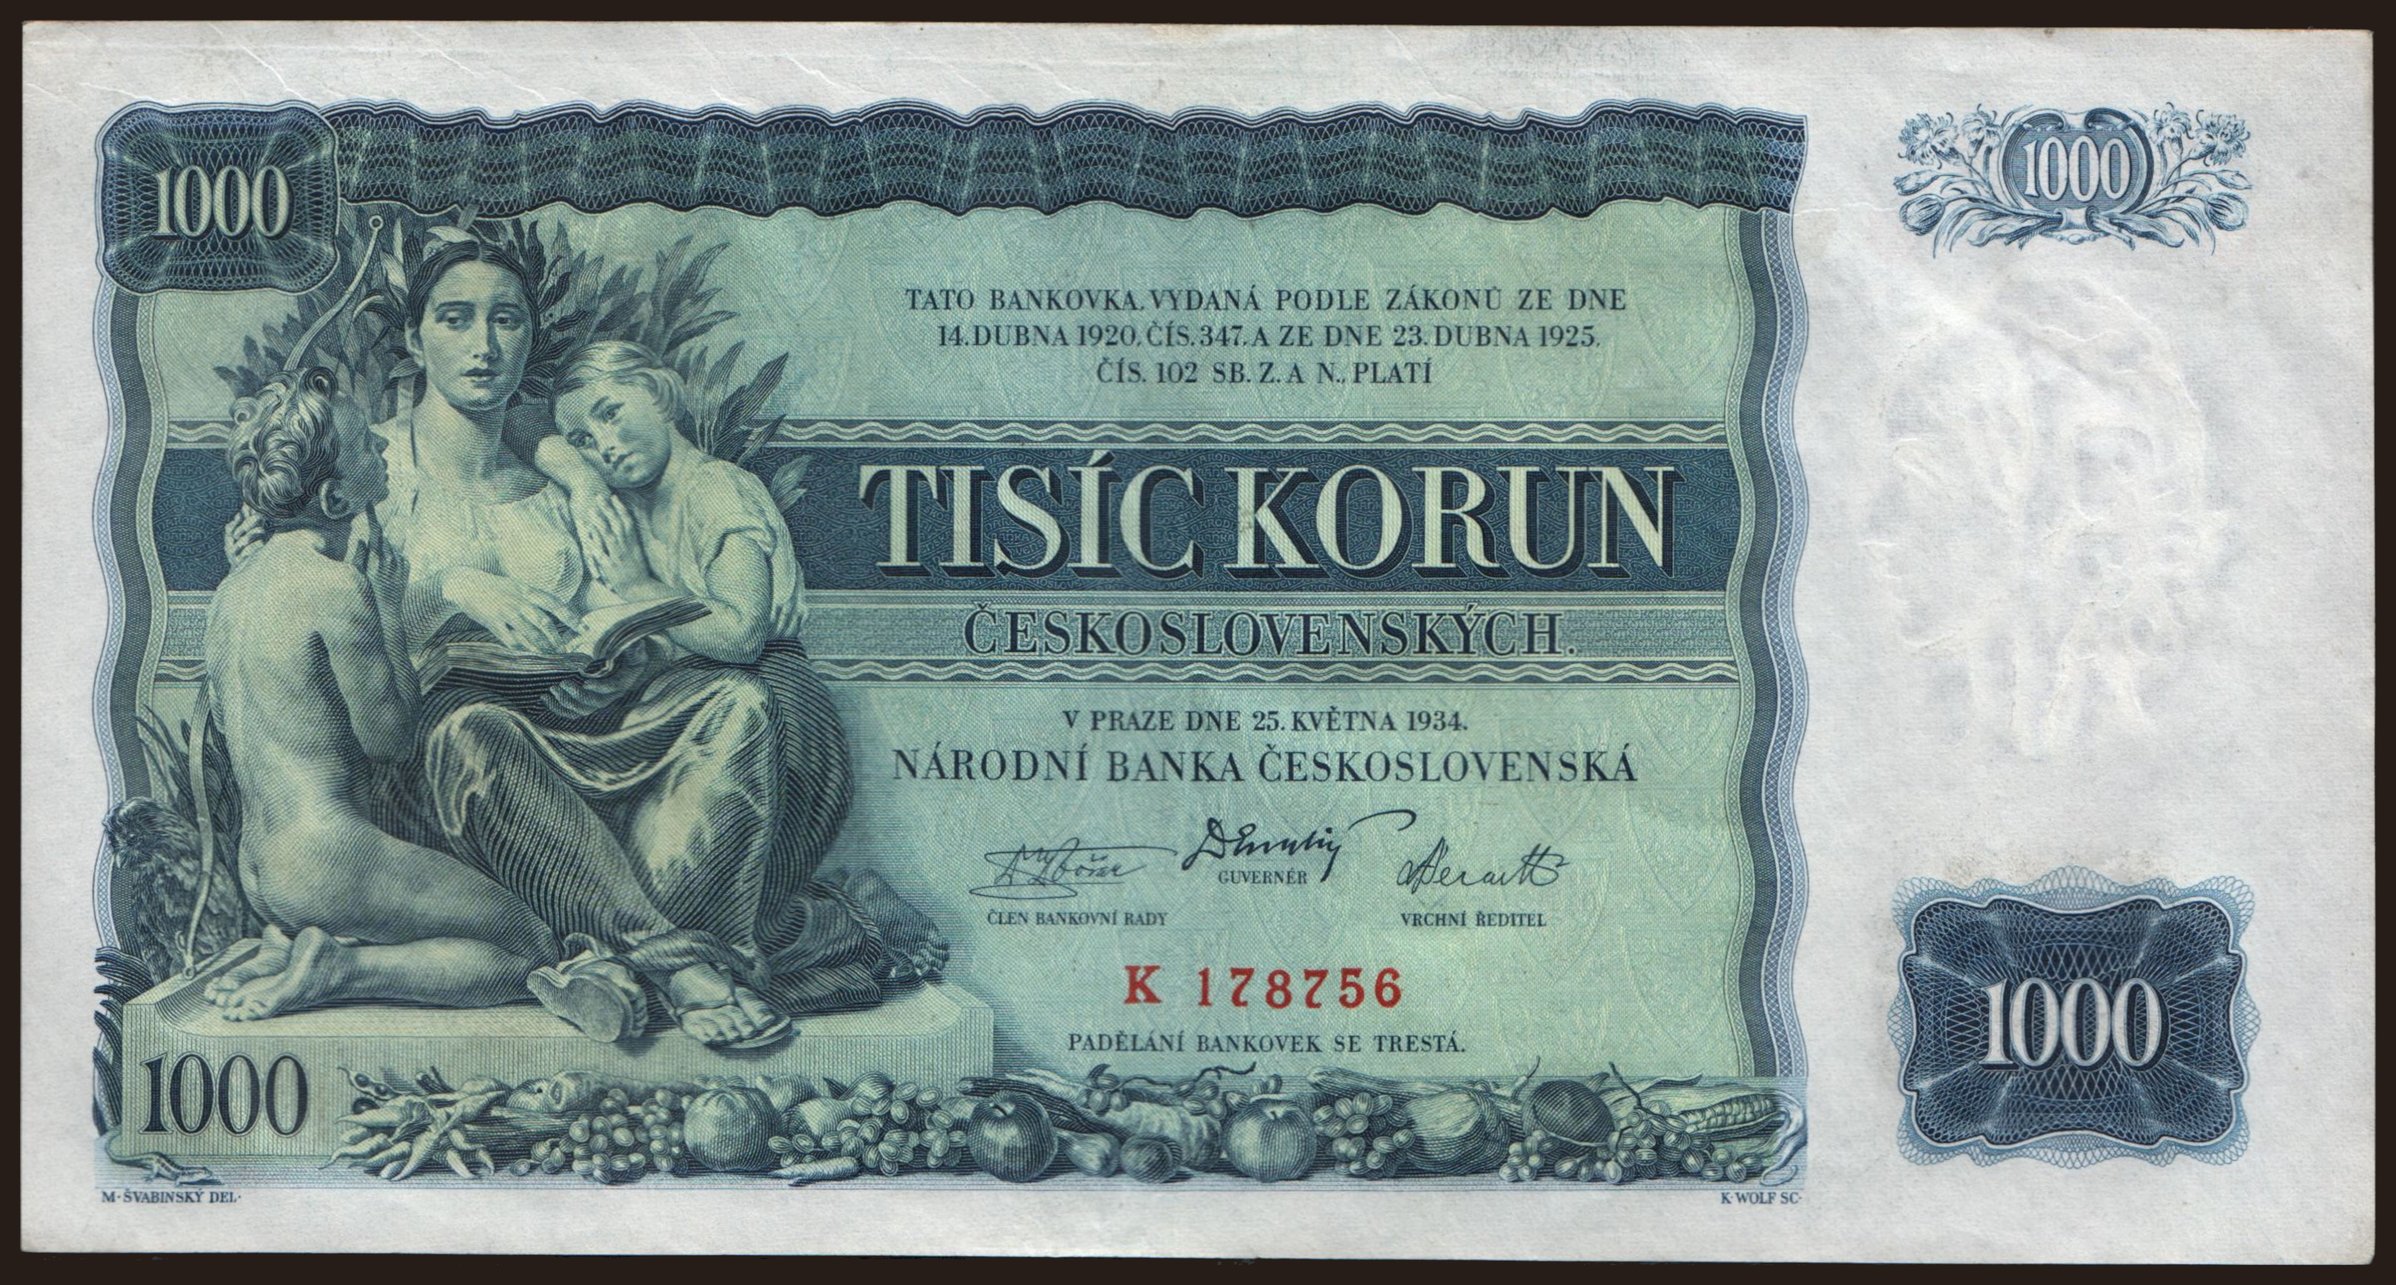 1000
1000
TATO BANKOVKA, VYDANÁ PODLE ZÁKONŮ ZE DNE
14. DUBNA 1920, ČÍS. 347, A ZE DNE 23. DUBNA 1925,
ČÍS. 102 SB. Z. A N., PLATÍ
TISÍC KORUN
ČESKOSLOVENSKÝCH.
V PRAZE DNE 25. KVĚTNA 1934.
NÁRODNÍ BANKA ČESKOSLOVENSKÁ
GUVERNÉR
ČLEN BANKOVNÍ RADY
VRCHNÍ ŘEDITEL
K 178756
PADĚLÁNÍ BANKOVEK SE TRESTÁ.
1000
1000
M. ŠVABINSKÝ DEL.
K. WOLF SC.